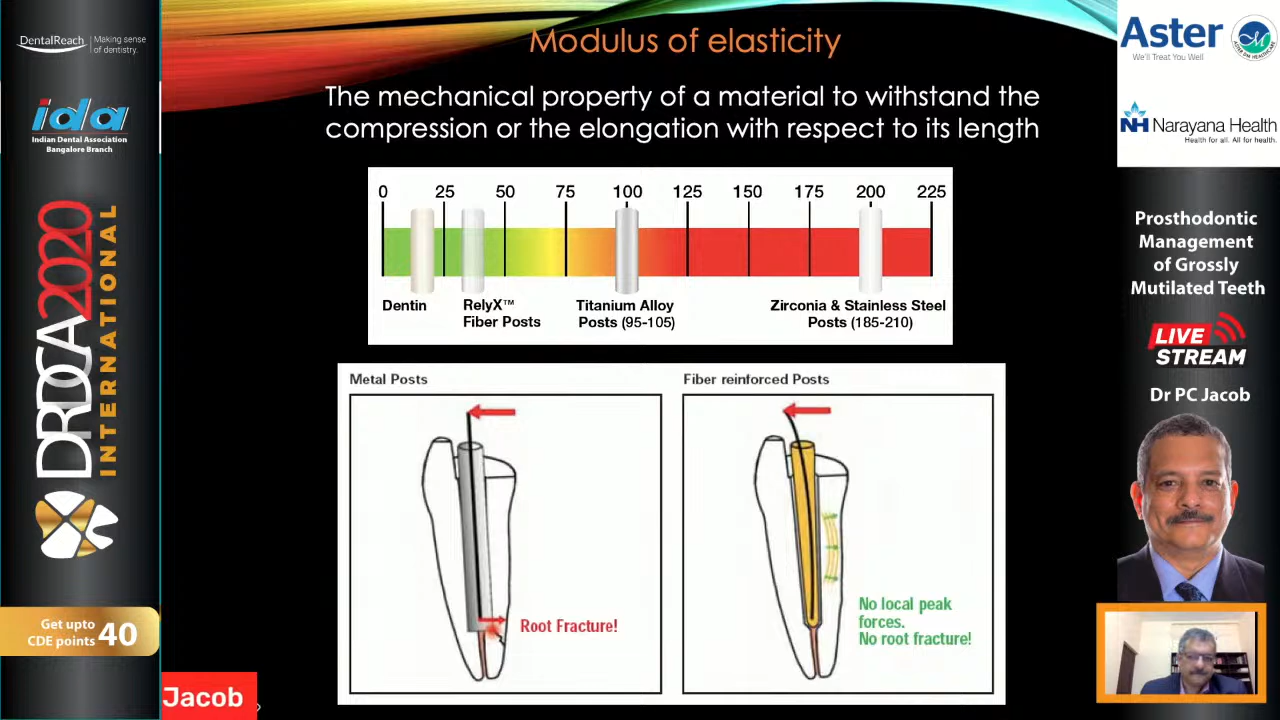 DentalReach
Making sense
of dentistry.
ida
Indian Dental Association
Bangalore Branch
DRDCA2020
INTERNATIONAL
Get upto
CDE points
40
Modulus of elasticity
The mechanical property of a material to withstand the
compression or the elongation with respect to its length
0 25 50 75 100 125 150 175 200 225
Dentin
RelyX™
Fiber Posts
Titanium Alloy
Posts (95-105)
Zirconia & Stainless Steel
Posts (185-210)
Metal Posts
Root Fracture!
Fiber reinforced Posts
No local peak
forces.
No root fracture!
Jacob
Aster
We'll Treat You Well
ASTER DM HEALTHCARE
NH Narayana Health
Health for all. All for health.
Prosthodontic
Management
of Grossly
Mutilated Teeth
LIVE
STREAM
Dr PC Jacob